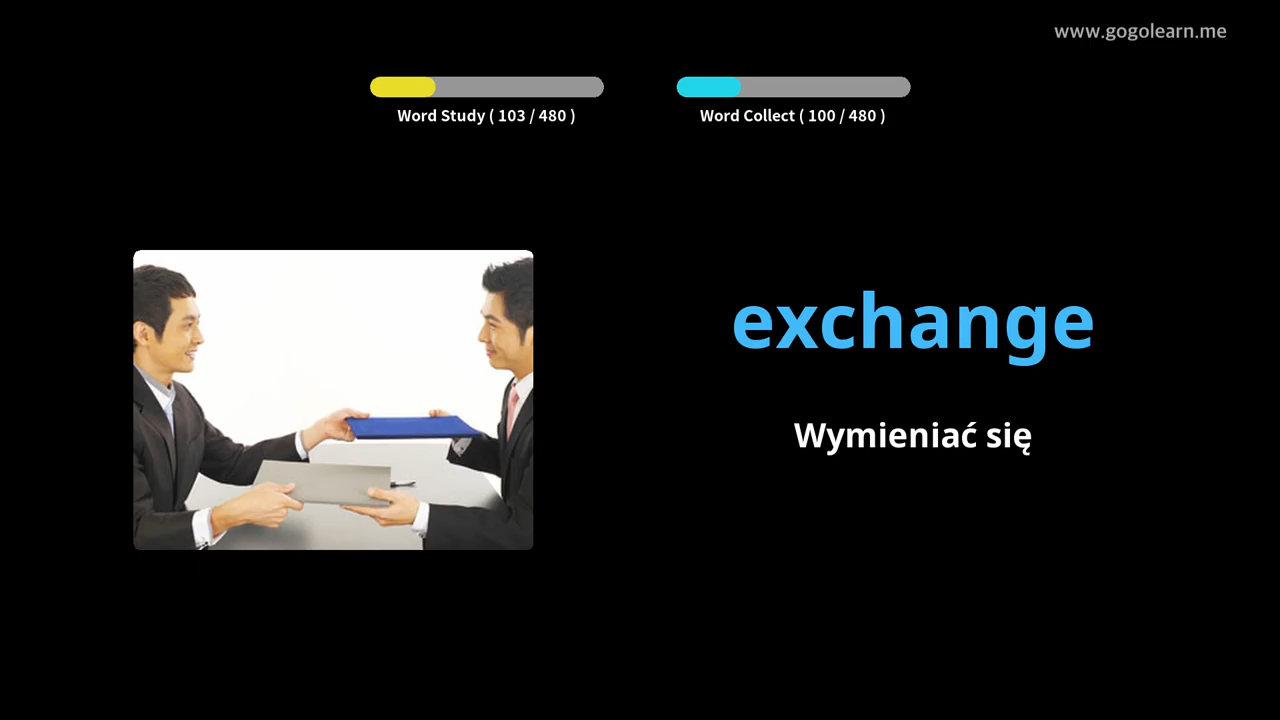 www.gogolearn.me
Word Study ( 103 / 480 )
Word Collect ( 100 / 480 )
exchange
Wymieniać się